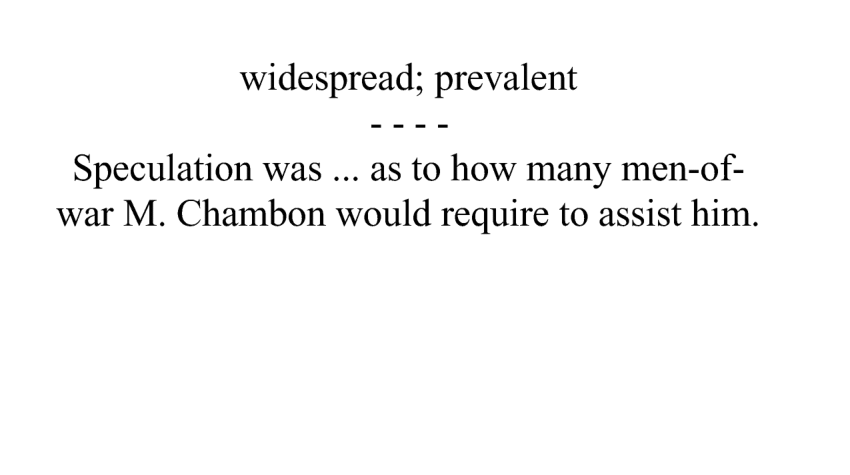 widespread; prevalent
- - - -
Speculation was ... as to how many men-of-
war M. Chambon would require to assist him.